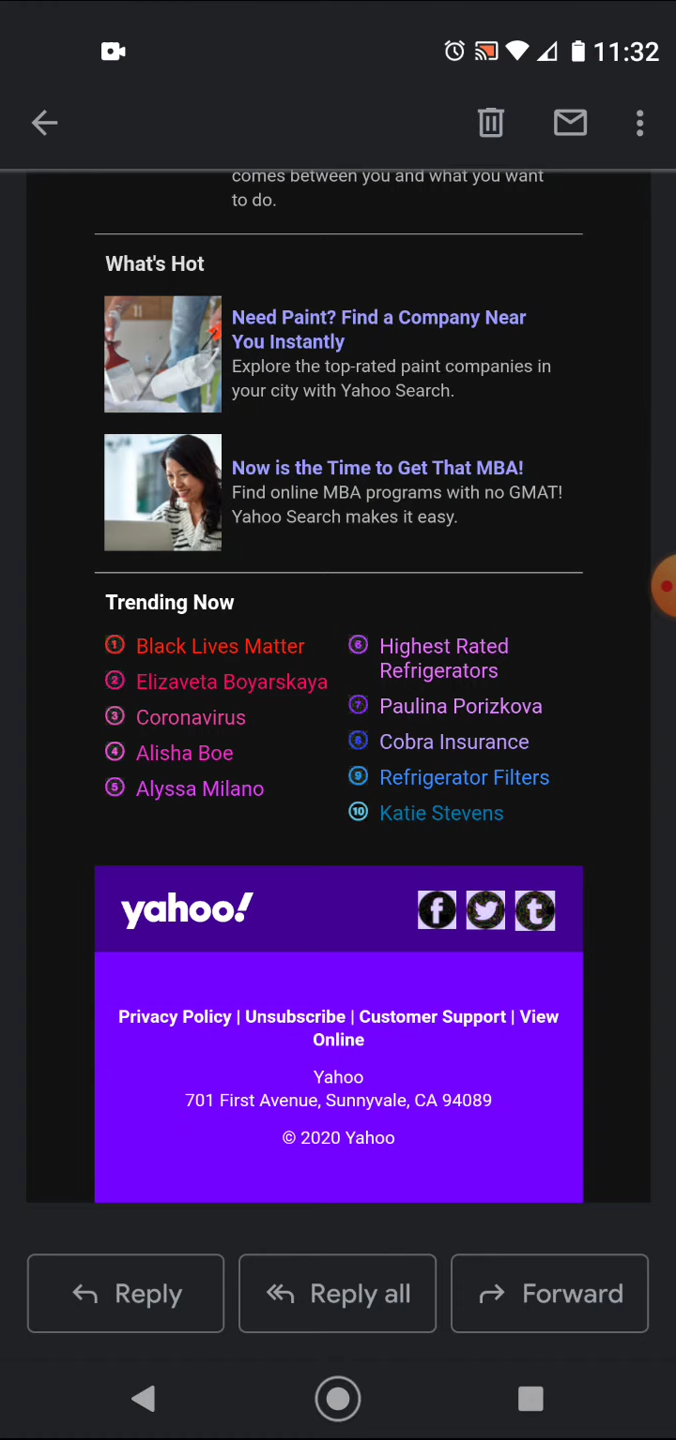 11:32
comes between you and what you want
to do.
What's Hot
Need Paint? Find a Company Near
You Instantly
Explore the top-rated paint companies in
your city with Yahoo Search.
Now is the Time to Get That MBA!
Find online MBA programs with no GMAT!
Yahoo Search makes it easy.
Trending Now
1 Black Lives Matter
2 Elizaveta Boyarskaya
3 Coronavirus
4 Alisha Boe
5 Alyssa Milano
6 Highest Rated
Refrigerators
7 Paulina Porizkova
8 Cobra Insurance
9 Refrigerator Filters
10 Katie Stevens
yahoo!
Privacy Policy | Unsubscribe | Customer Support | View
Online
Yahoo
701 First Avenue, Sunnyvale, CA 94089
© 2020 Yahoo
Reply
Reply all
Forward